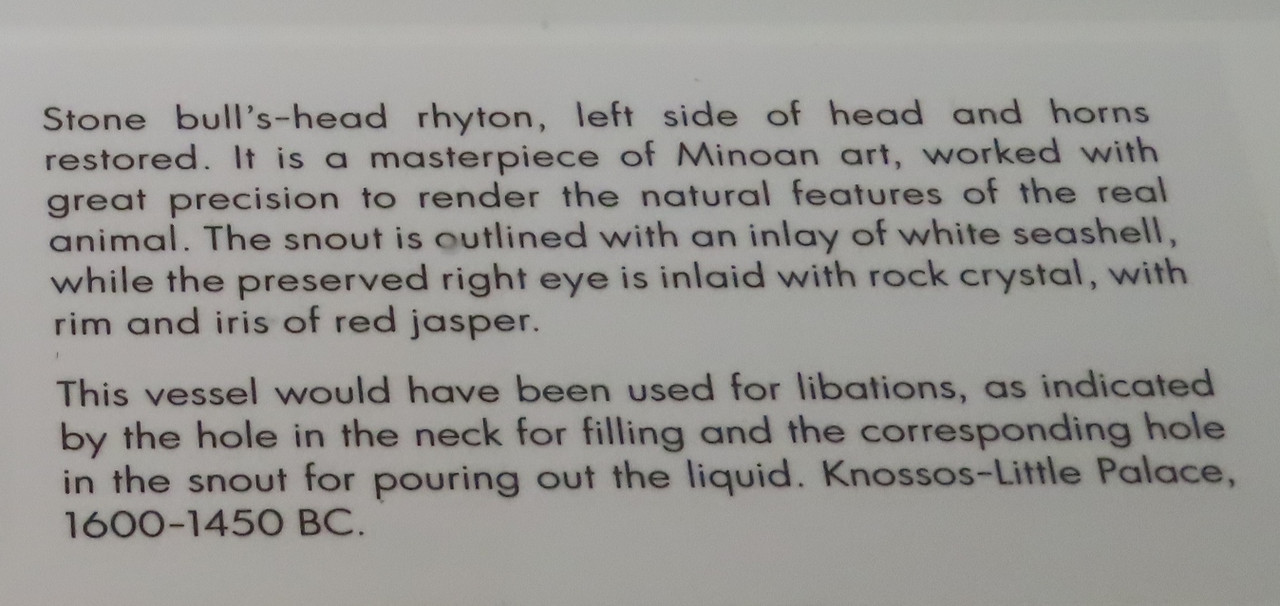 Stone bull's-head rhyton, left side of head and horns
restored. It is a masterpiece of Minoan art, worked with
great precision to render the natural features of the real
animal. The snout is outlined with an inlay of white seashell,
while the preserved right eye is inlaid with rock crystal, with
rim and iris of red jasper.
This vessel would have been used for libations, as indicated
by the hole in the neck for filling and the corresponding hole
in the snout for pouring out the liquid. Knossos-Little Palace,
1600-1450 BC.